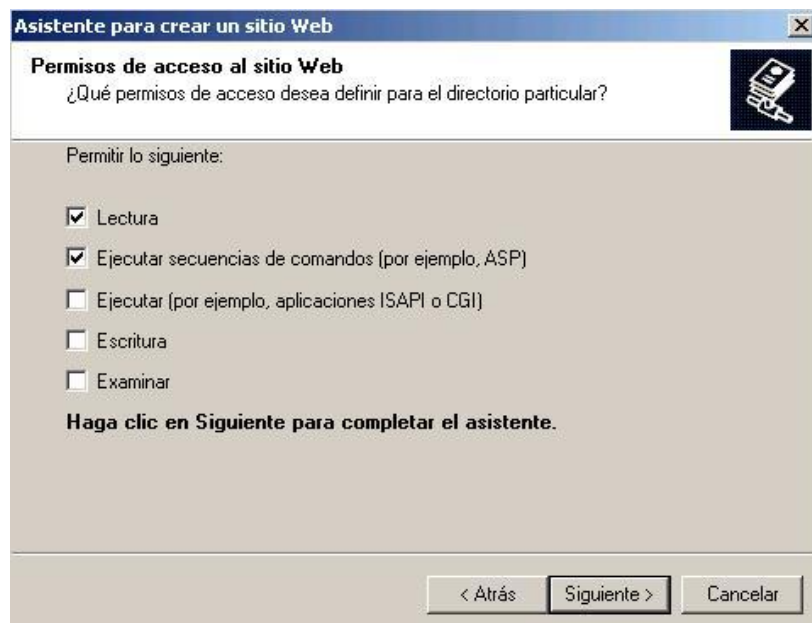 Asistente para crear un sitio Web
Permisos de acceso al sitio Web
¿Qué permisos de acceso desea definir para el directorio particular?
Permitir lo siguiente:
Lectura
Ejecutar secuencias de comandos (por ejemplo, ASP)
Ejecutar (por ejemplo, aplicaciones ISAPI o CGI)
Escritura
Examinar
Haga clic en Siguiente para completar el asistente.
< Atrás Siguiente > Cancelar